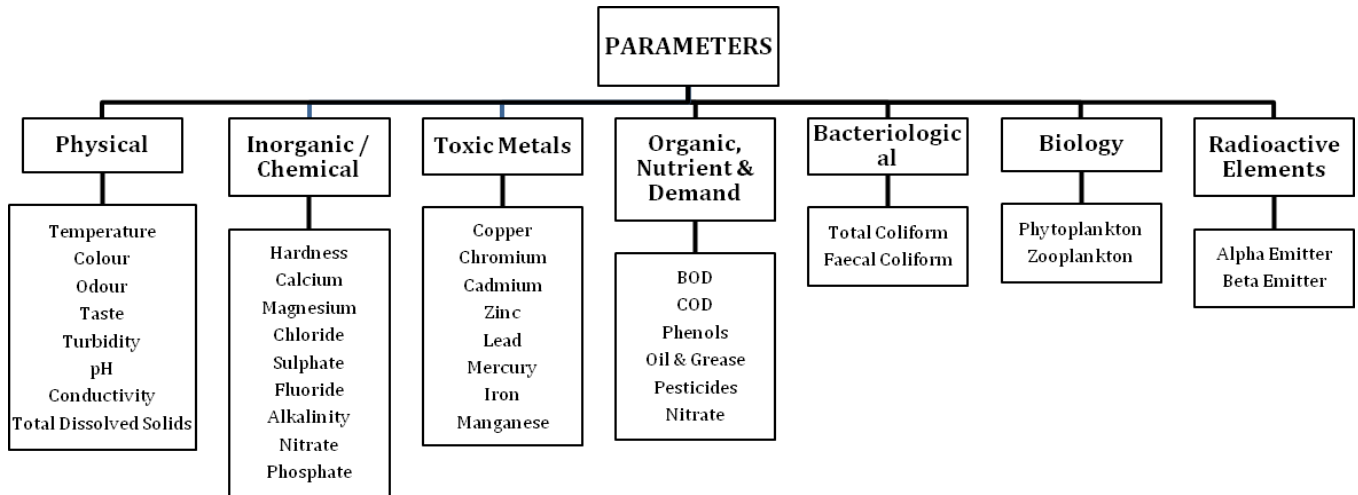 PARAMETERS
Physical
Temperature
Colour
Odour
Taste
Turbidity
pH
Conductivity
Total Dissolved Solids
Inorganic /
Chemical
Hardness
Calcium
Magnesium
Chloride
Sulphate
Fluoride
Alkalinity
Nitrate
Phosphate
Toxic Metals
Copper
Chromium
Cadmium
Zinc
Lead
Mercury
Iron
Manganese
Organic,
Nutrient &
Demand
BOD
COD
Phenols
Oil & Grease
Pesticides
Nitrate
Bacteriologic
al
Total Coliform
Faecal Coliform
Biology
Phytoplankton
Zooplankton
Radioactive
Elements
Alpha Emitter
Beta Emitter